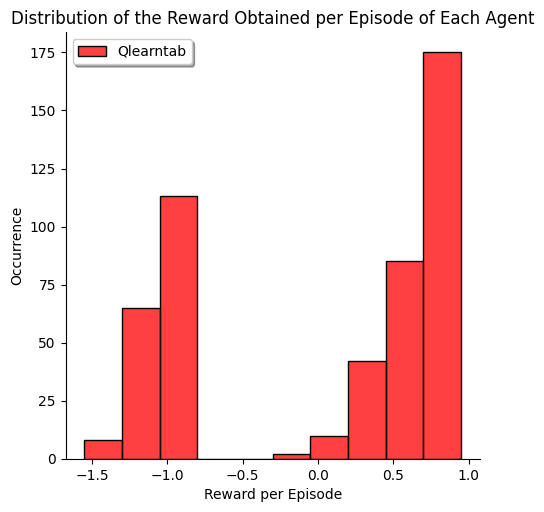 Distribution of the Reward Obtained per Episode of Each Agent
Qlearntab
175
150
125
100
75
50
25
0
Occurrence
−1.5 −1.0 −0.5 0.0 0.5 1.0
Reward per Episode